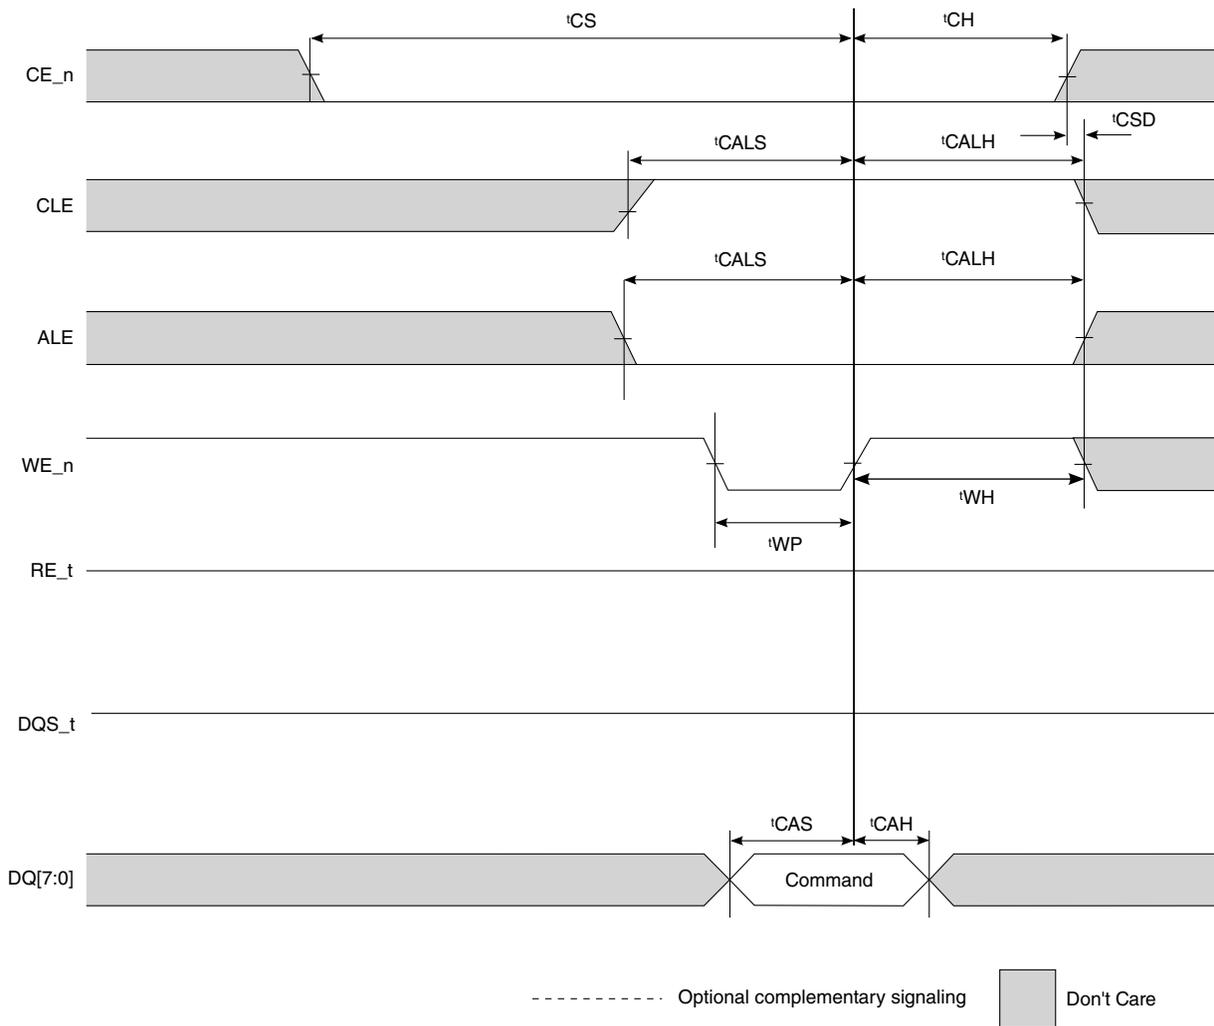 tCS
tCH
CE_n
tCSD
tCALS
tCALH
CLE
tCALS
tCALH
ALE
WE_n
tWH
tWP
RE_t
DQS_t
tCAS
tCAH
DQ[7:0]
Command
Optional complementary signaling
Don't Care